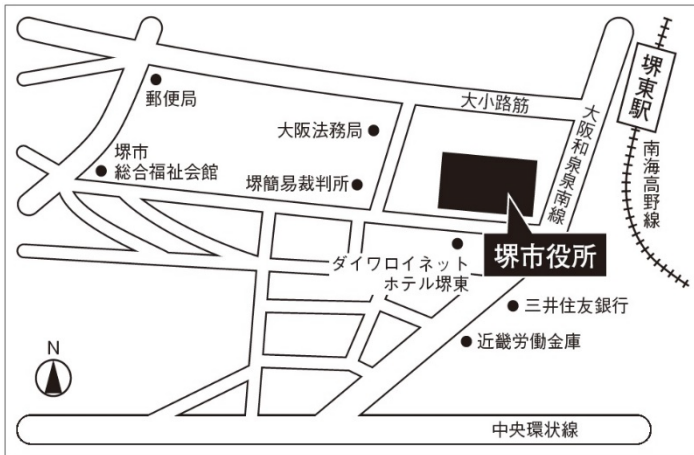 堺東駅
大小路筋
郵便局
大阪和泉泉南線
大阪法務局
南海高野線
堺市
総合福祉会館
堺簡易裁判所
堺市役所
ダイワロイネット
ホテル堺東
三井住友銀行
近畿労働金庫
N
中央環状線